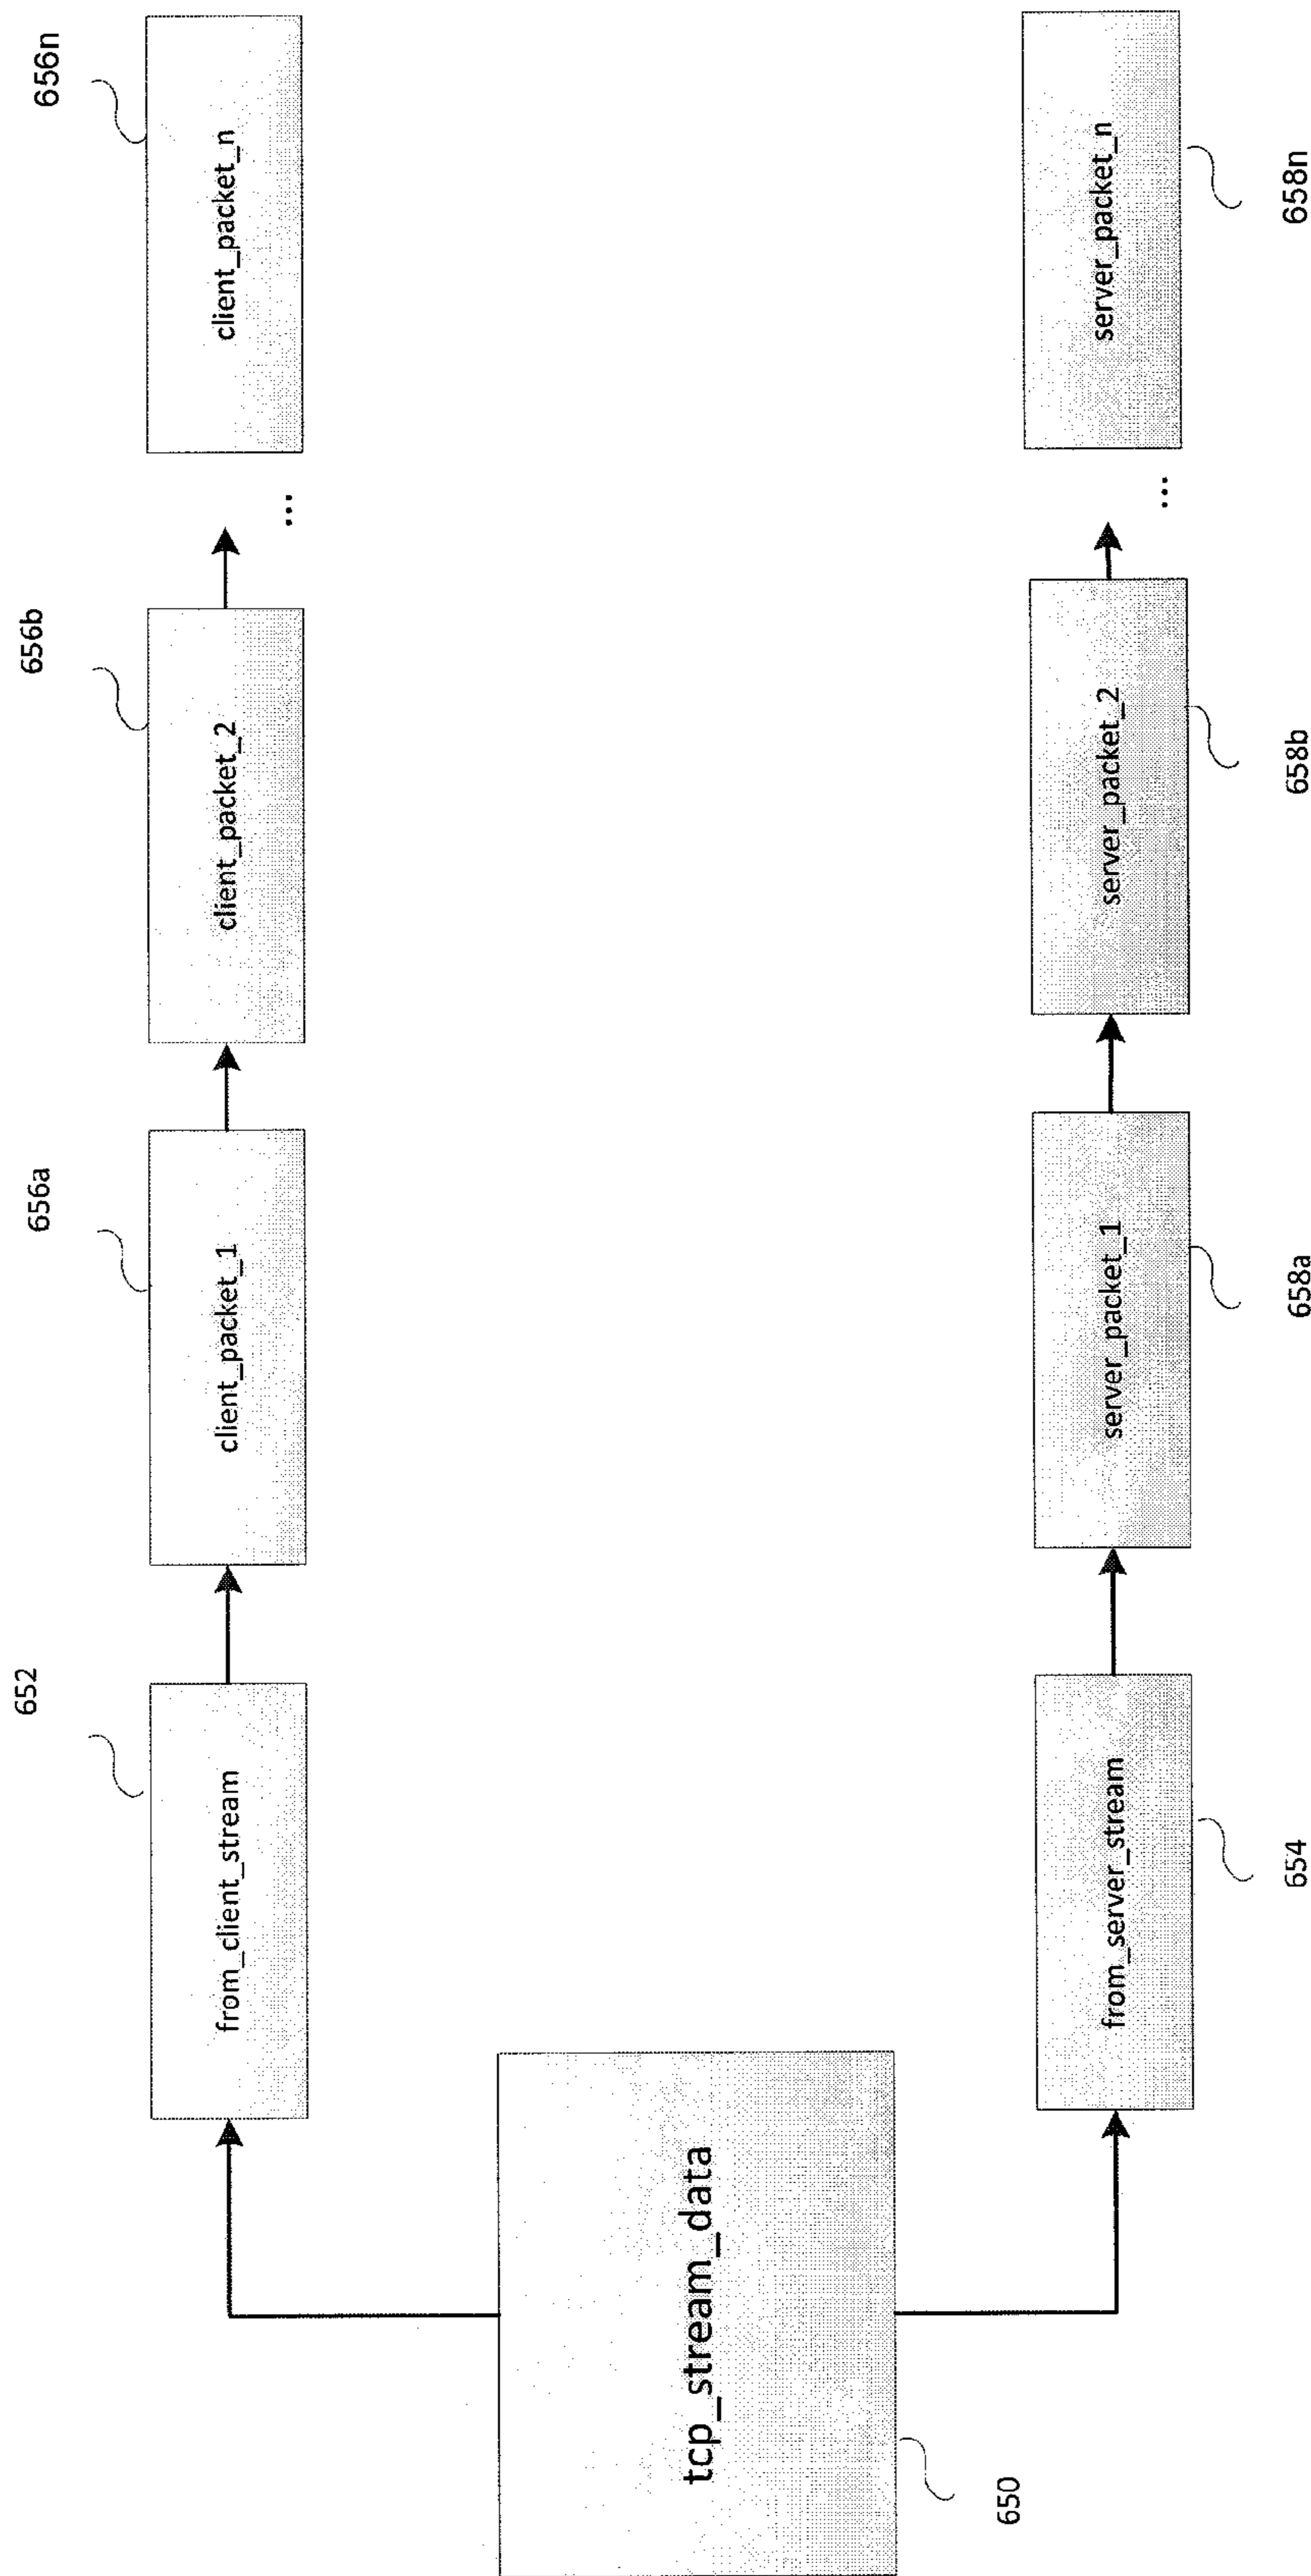 652
656a
656b
656n
from_client_stream
client_packet_1
client_packet_2
...
client_packet_n
tcp_stream_data
650
from_server_stream
server_packet_1
server_packet_2
...
server_packet_n
654
658a
658b
658n